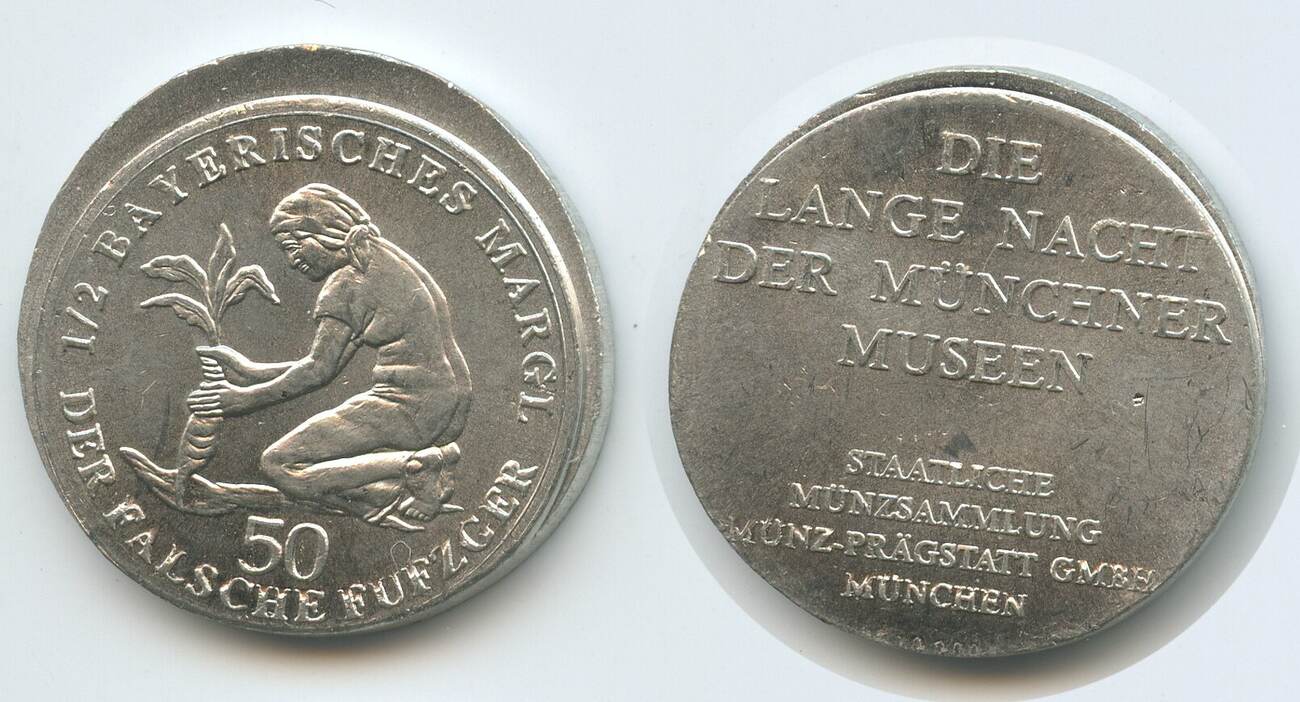 1/2 BAYERISCHES MARGL
DER FALSCHE FUFZGER
50
DIE
LANGE NACHT
DER MÜNCHNER
MUSEEN
STAATLICHE
MÜNZSAMMLUNG
MÜNZ-PRÄGSTATT GMBH
MÜNCHEN